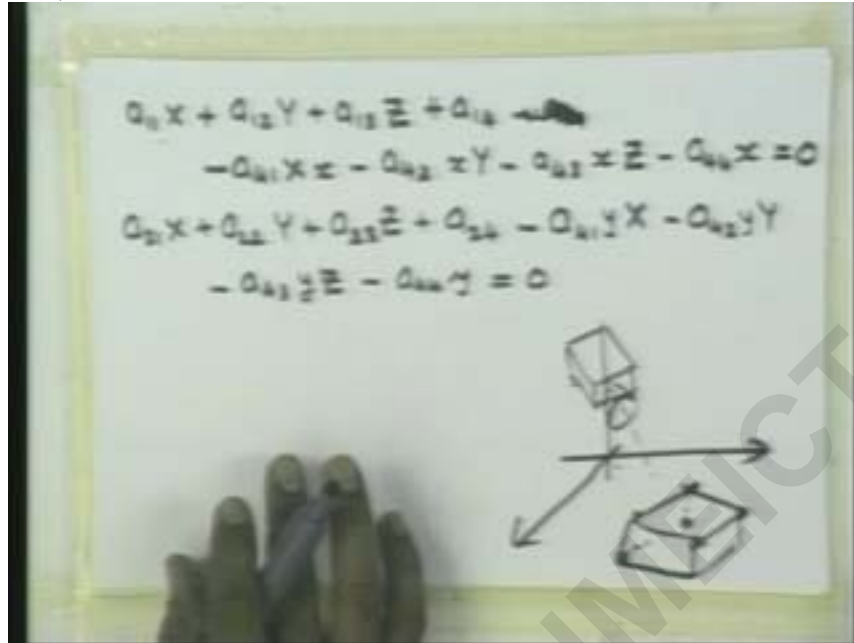 a₁₁X + a₁₂Y + a₁₃Z + a₁₄
-a₄₁Xx - a₄₂xY - a₄₃xZ - a₄₄x = 0
a₂₁X + a₂₂Y + a₂₃Z + a₂₄ - a₄₁yX - a₄₂yY
- a₄₃yZ - a₄₄y = 0